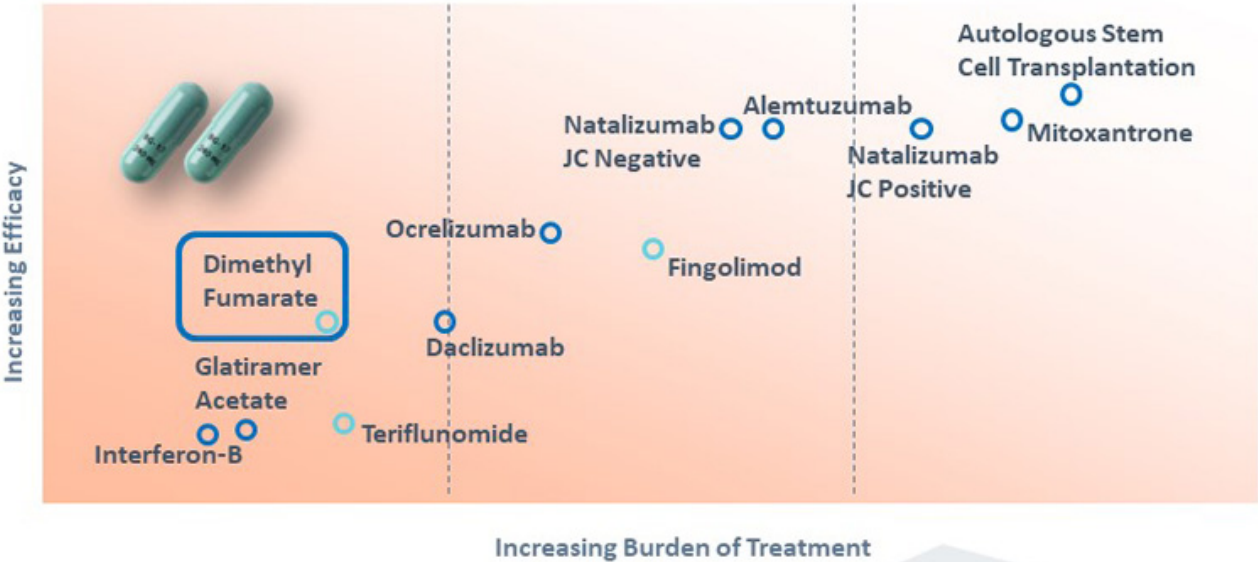 Autologous Stem
Cell Transplantation
Alemtuzumab
Natalizumab
JC Negative
Mitoxantrone
Natalizumab
JC Positive
Ocrelizumab
Fingolimod
Dimethyl
Fumarate
Daclizumab
Glatiramer
Acetate
Teriflunomide
Interferon-B
Increasing Efficacy
Increasing Burden of Treatment